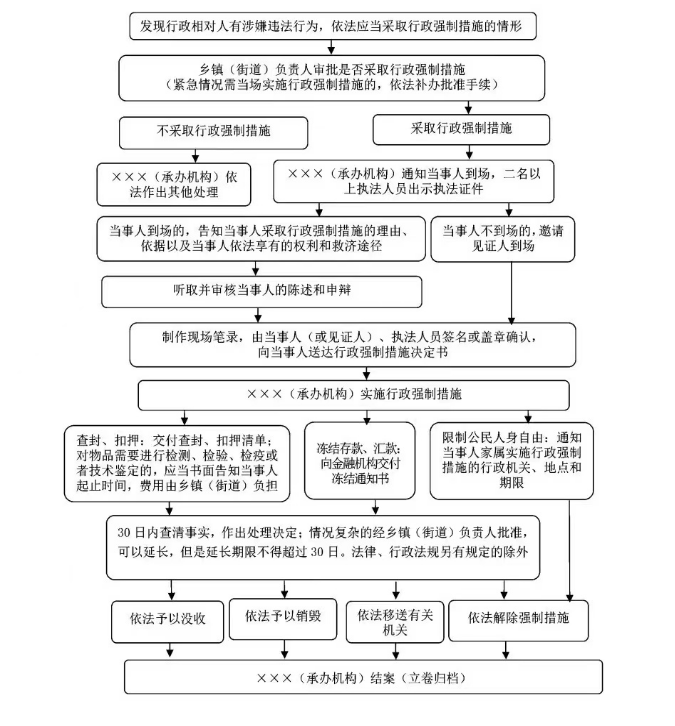 发现行政相对人有涉嫌违法行为，依法应当采取行政强制措施的情形
乡镇（街道）负责人审批是否采取行政强制措施
（紧急情况需当场实施行政强制措施的，依法补办批准手续）
不采取行政强制措施
采取行政强制措施
×××（承办机构）依
法作出其他处理
×××（承办机构）通知当事人到场，二名以
上执法人员出示执法证件
当事人到场的，告知当事人采取行政强制措施的理由、
依据以及当事人依法享有的权利和救济途径
当事人不到场的，邀请
见证人到场
听取并审核当事人的陈述和申辩
制作现场笔录，由当事人（或见证人）、执法人员签名或盖章确认，
向当事人送达行政强制措施决定书
×××（承办机构）实施行政强制措施
查封、扣押：交付查封、扣押清单；
对物品需要进行检测、检验、检疫或
者技术鉴定的，应当书面告知当事人
起止时间，费用由乡镇（街道）负担
冻结存款、汇款：
向金融机构交付
冻结通知书
限制公民人身自由：通知
当事人家属实施行政强制
措施的行政机关、地点和
期限
30日内查清事实，作出处理决定；情况复杂的经乡镇（街道）负责人批准，
可以延长，但是延长期限不得超过30日。法律、行政法规另有规定的除外
依法予以没收
依法予以销毁
依法移送有关
机关
依法解除强制措施
×××（承办机构）结案（立卷归档）